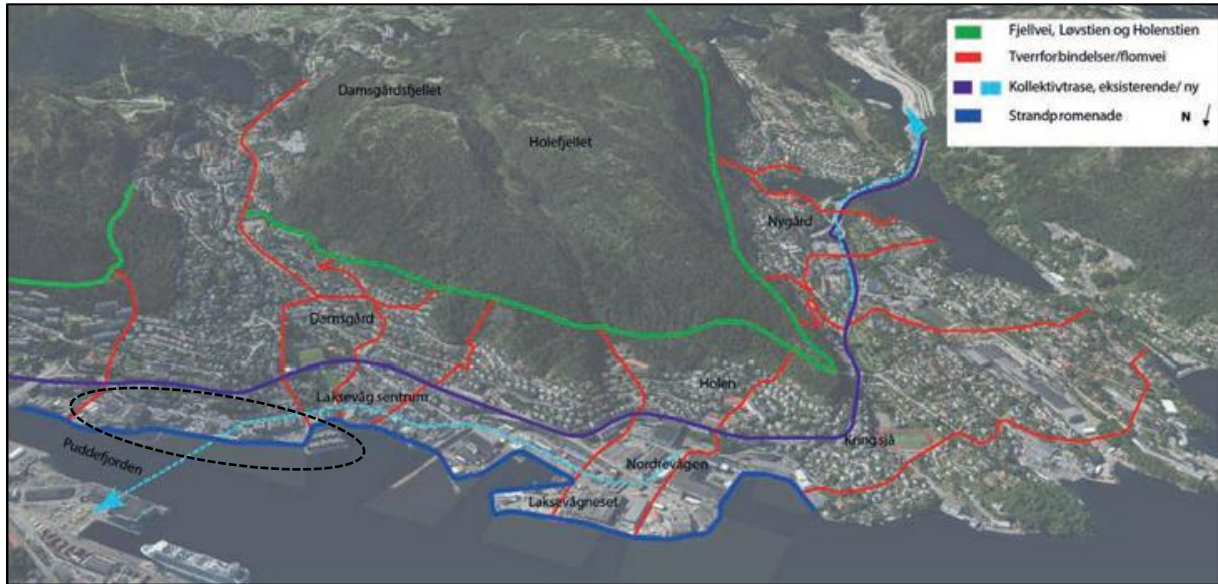 Fjellvei, Løvstien og Holenstien
Tverrforbindelser/flomvei
Kollektivtrase, eksisterende/ ny
Strandpromenade
N
Damsgårdsfjellet
Holefjellet
Nygård
Damsgård
Laksevåg sentrum
Holen
Kringsjå
Puddefjorden
Nordrevågen
Laksevågneset